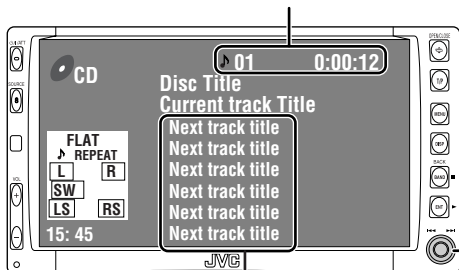 OPEN/CLOSE
DIM/ATT
♪ 01 0:00:12
CD
T/P
SOURCE
Disc Title
Current track Title
MENU
Next track title
Next track title
Next track title
Next track title
Next track title
Next track title
FLAT
♪ REPEAT
L R
SW
LS RS
15: 45
DISP
BACK
BAND
VOL
ENT
JVC